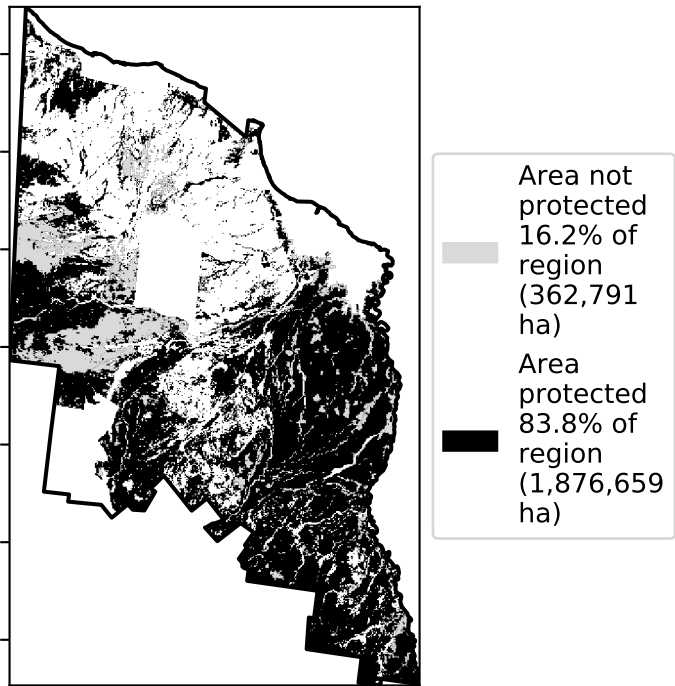 Area not
protected
16.2% of
region
(362,791
ha)
Area
protected
83.8% of
region
(1,876,659
ha)